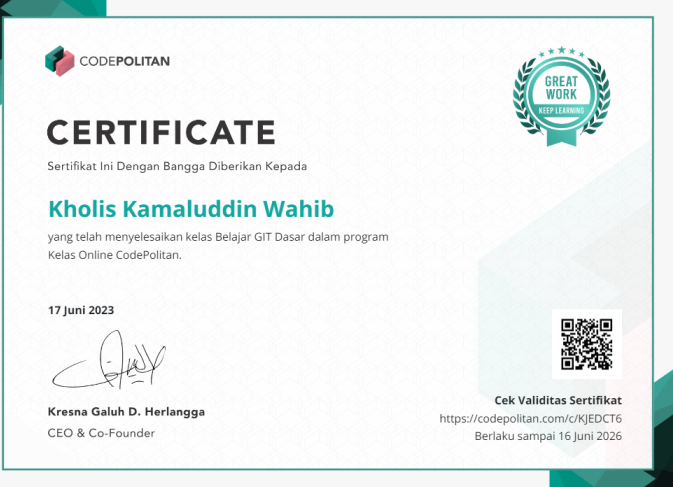 CODEPOLITAN
GREAT
WORK
KEEP LEARNING
CERTIFICATE
Sertifikat Ini Dengan Bangga Diberikan Kepada
Kholis Kamaluddin Wahib
yang telah menyelesaikan kelas Belajar GIT Dasar dalam program
Kelas Online CodePolitan.
17 Juni 2023
Kresna Galuh D. Herlangga
CEO & Co-Founder
Cek Validitas Sertifikat
https://codepolitan.com/c/KJEDCT6
Berlaku sampai 16 Juni 2026